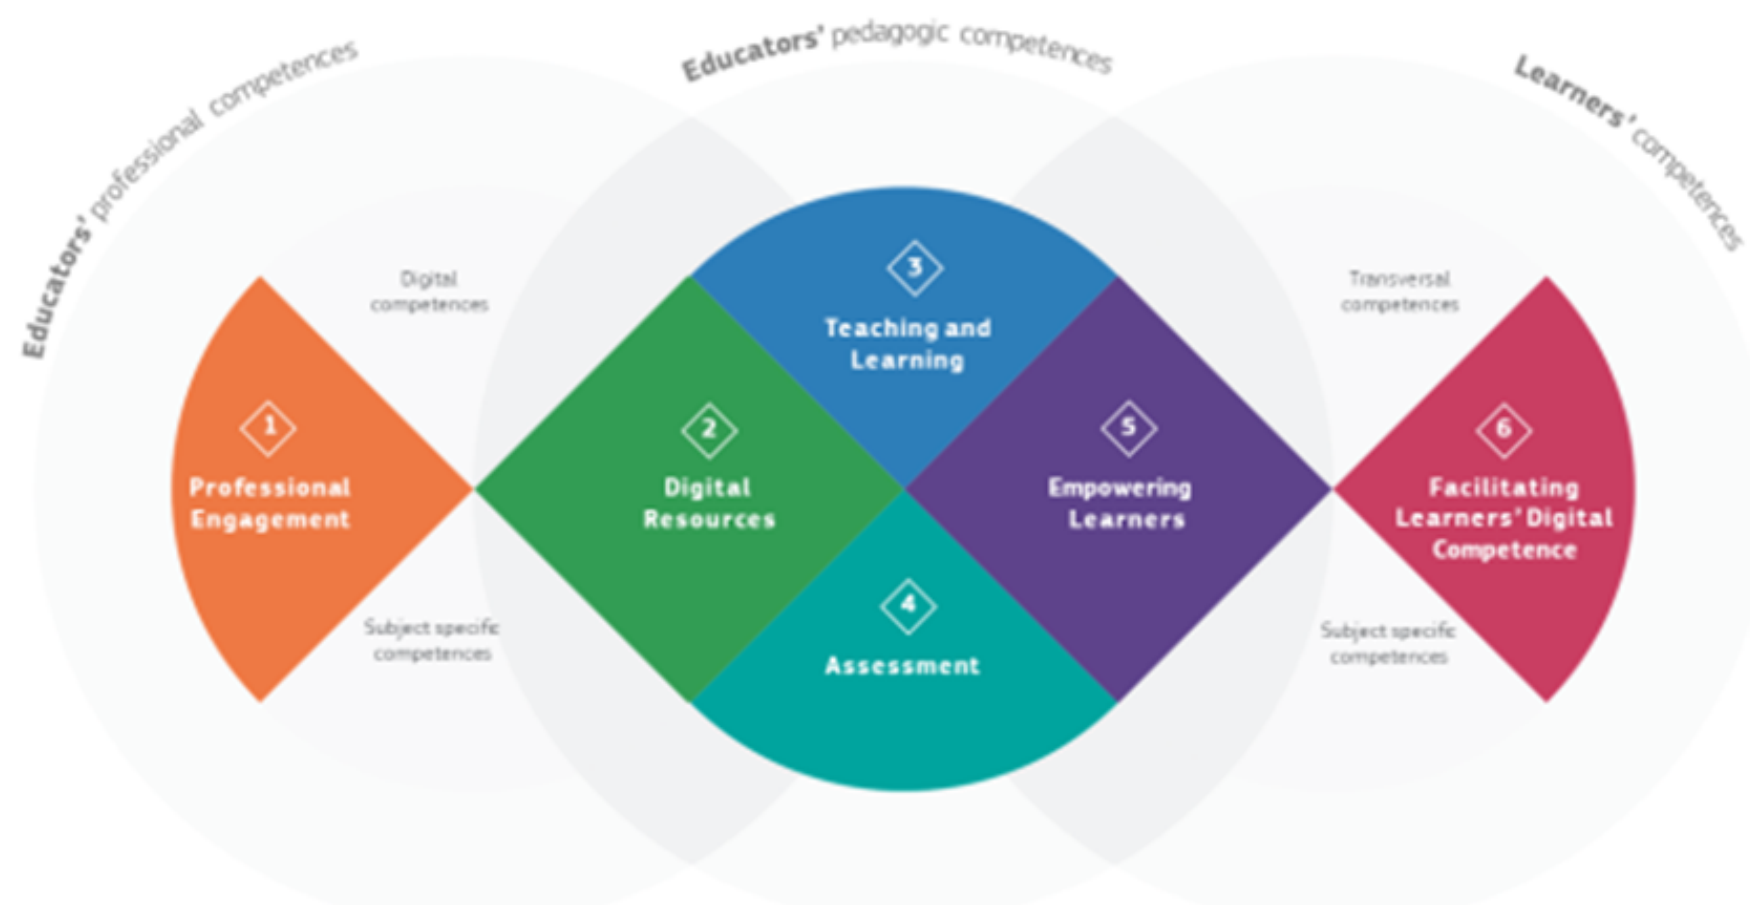 Educators' professional competences
Educators' pedagogic competences
Learners' competences
Digital
competences
Transversal
competences
3
Teaching and
Learning
1
Professional
Engagement
2
Digital
Resources
5
Empowering
Learners
6
Facilitating
Learners' Digital
Competence
4
Assessment
Subject specific
competences
Subject specific
competences